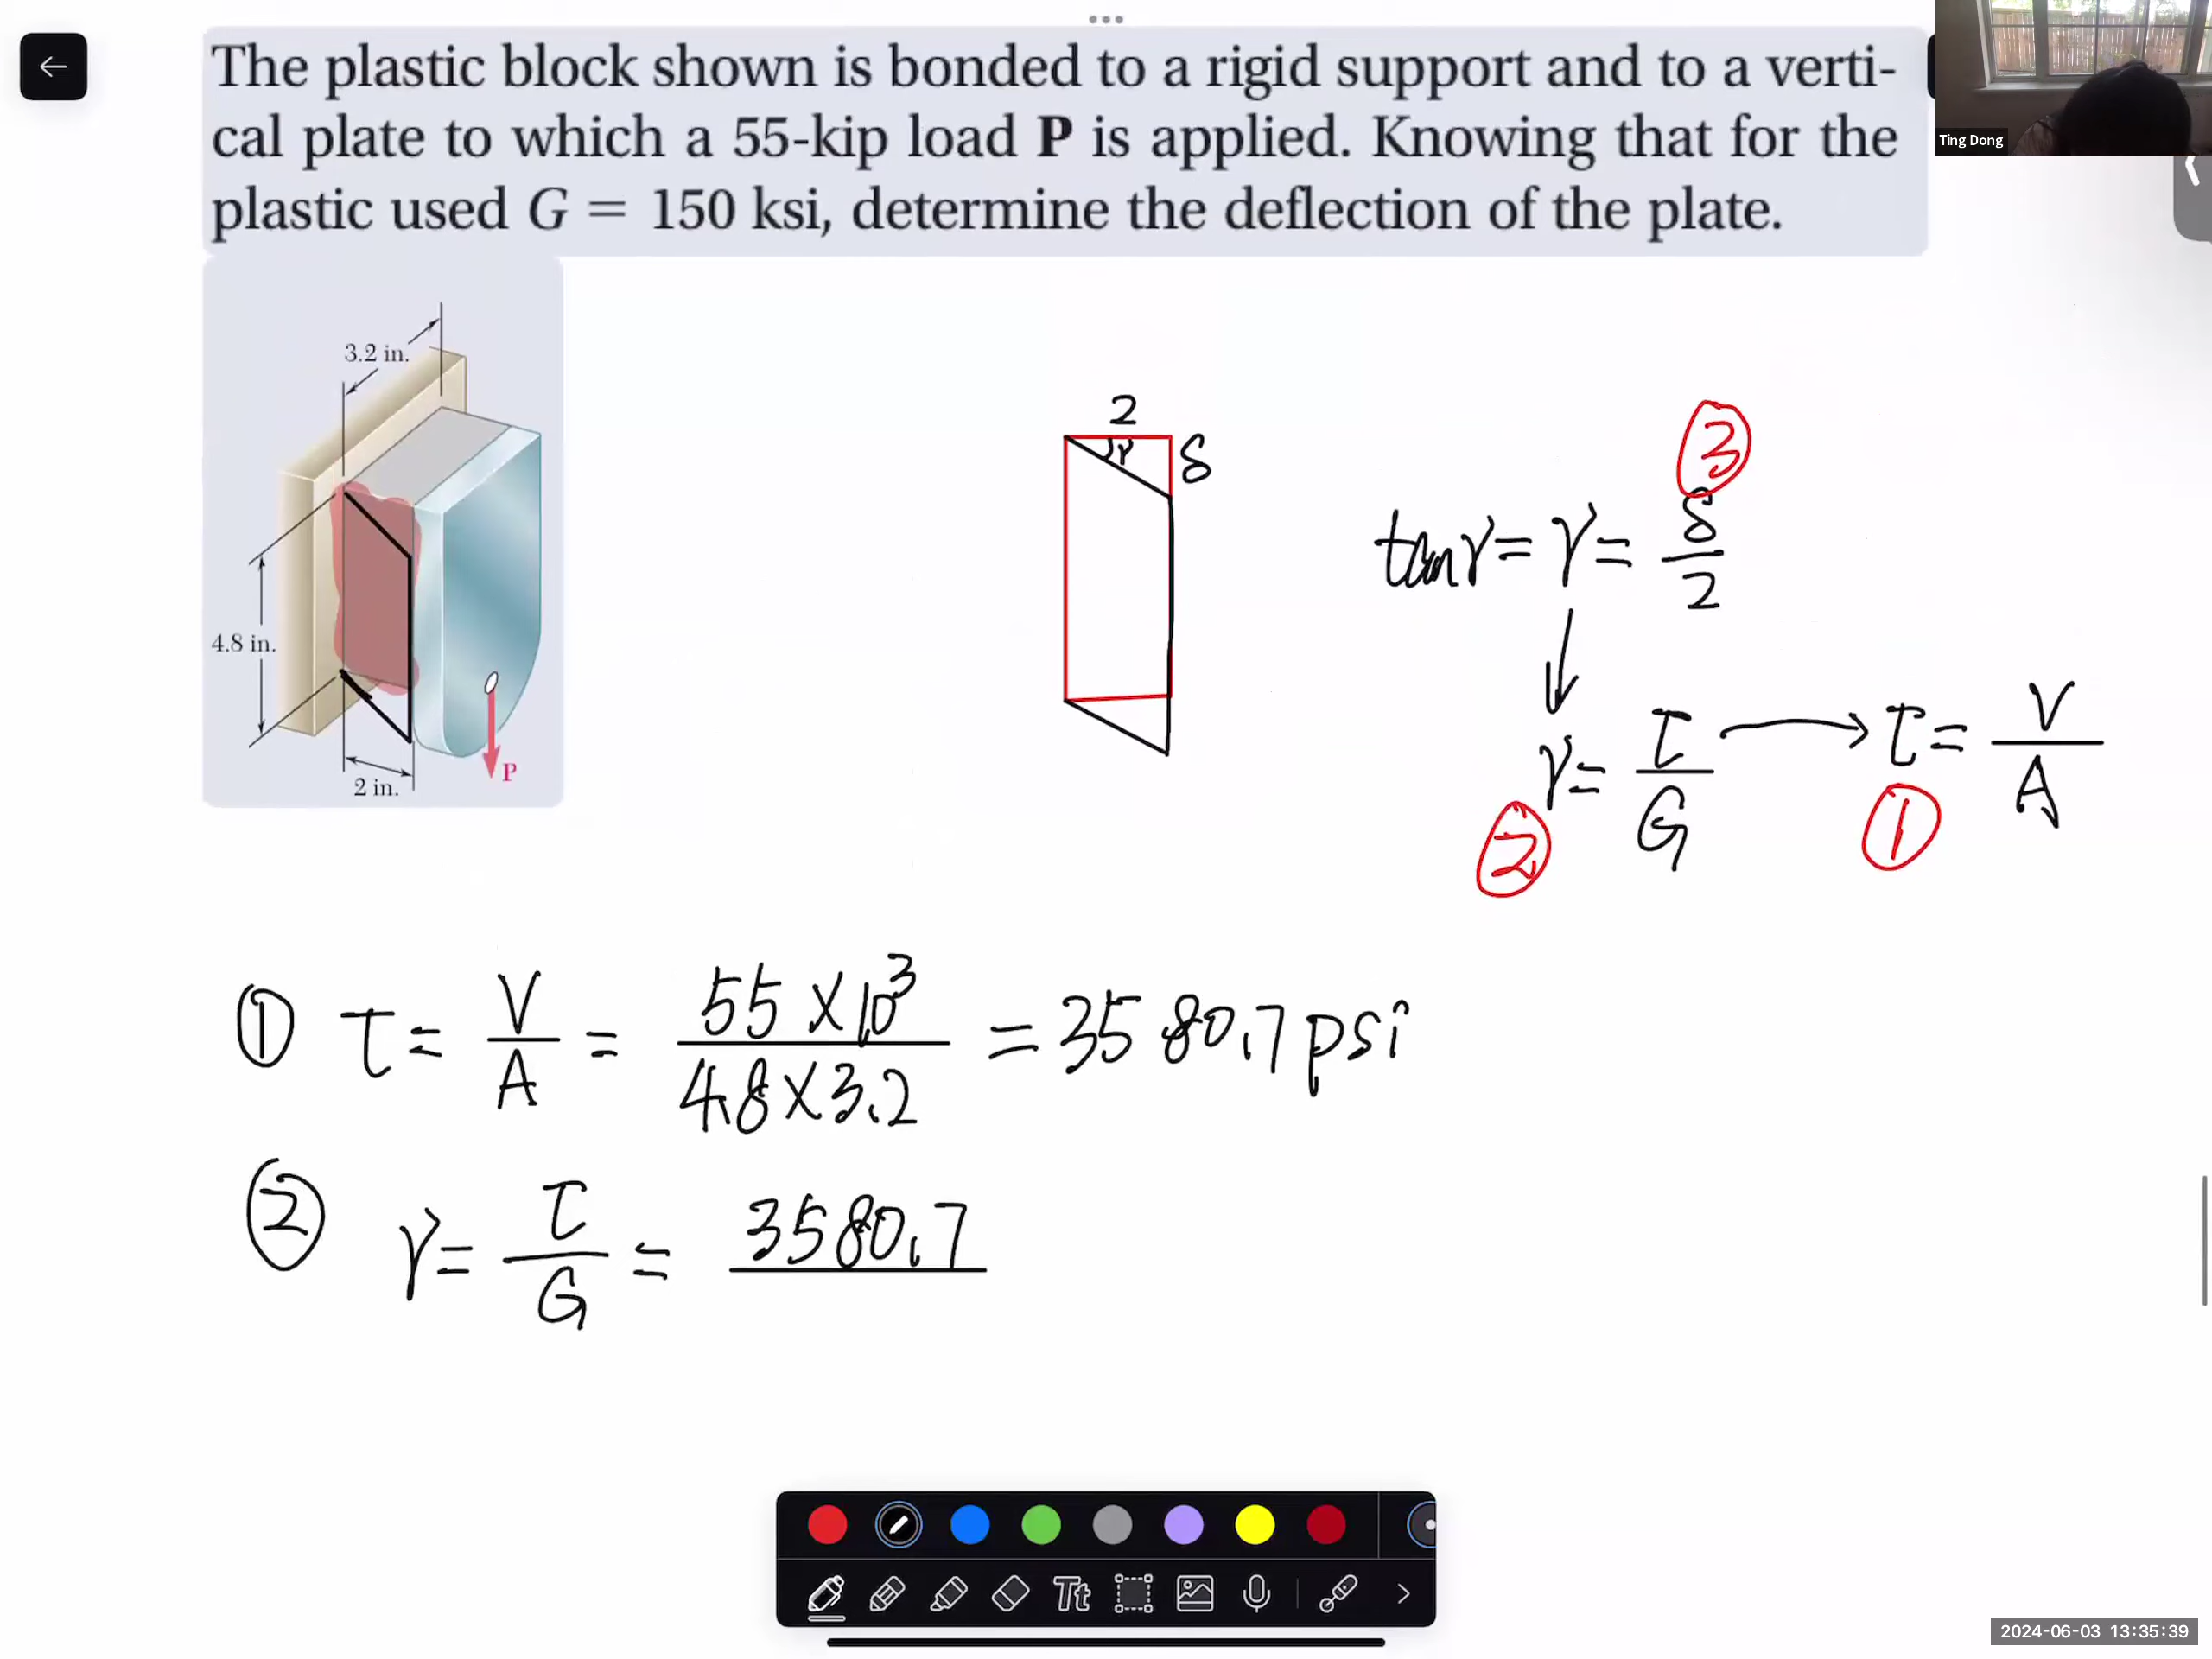 The plastic block shown is bonded to a rigid support and to a verti-
cal plate to which a 55-kip load P is applied. Knowing that for the
plastic used G = 150 ksi, determine the deflection of the plate.
Ting Dong
3.2 in.
4.8 in.
2 in.
P
2
γ
δ
③
tanγ = γ = δ/2
γ = τ/G → τ = V/A
②
①
① τ = V/A = 55 × 10³ / 4.8 × 3.2 = 3580.7 psi
② γ = τ/G = 3580.7
Tt
2024-06-03 13:35:39